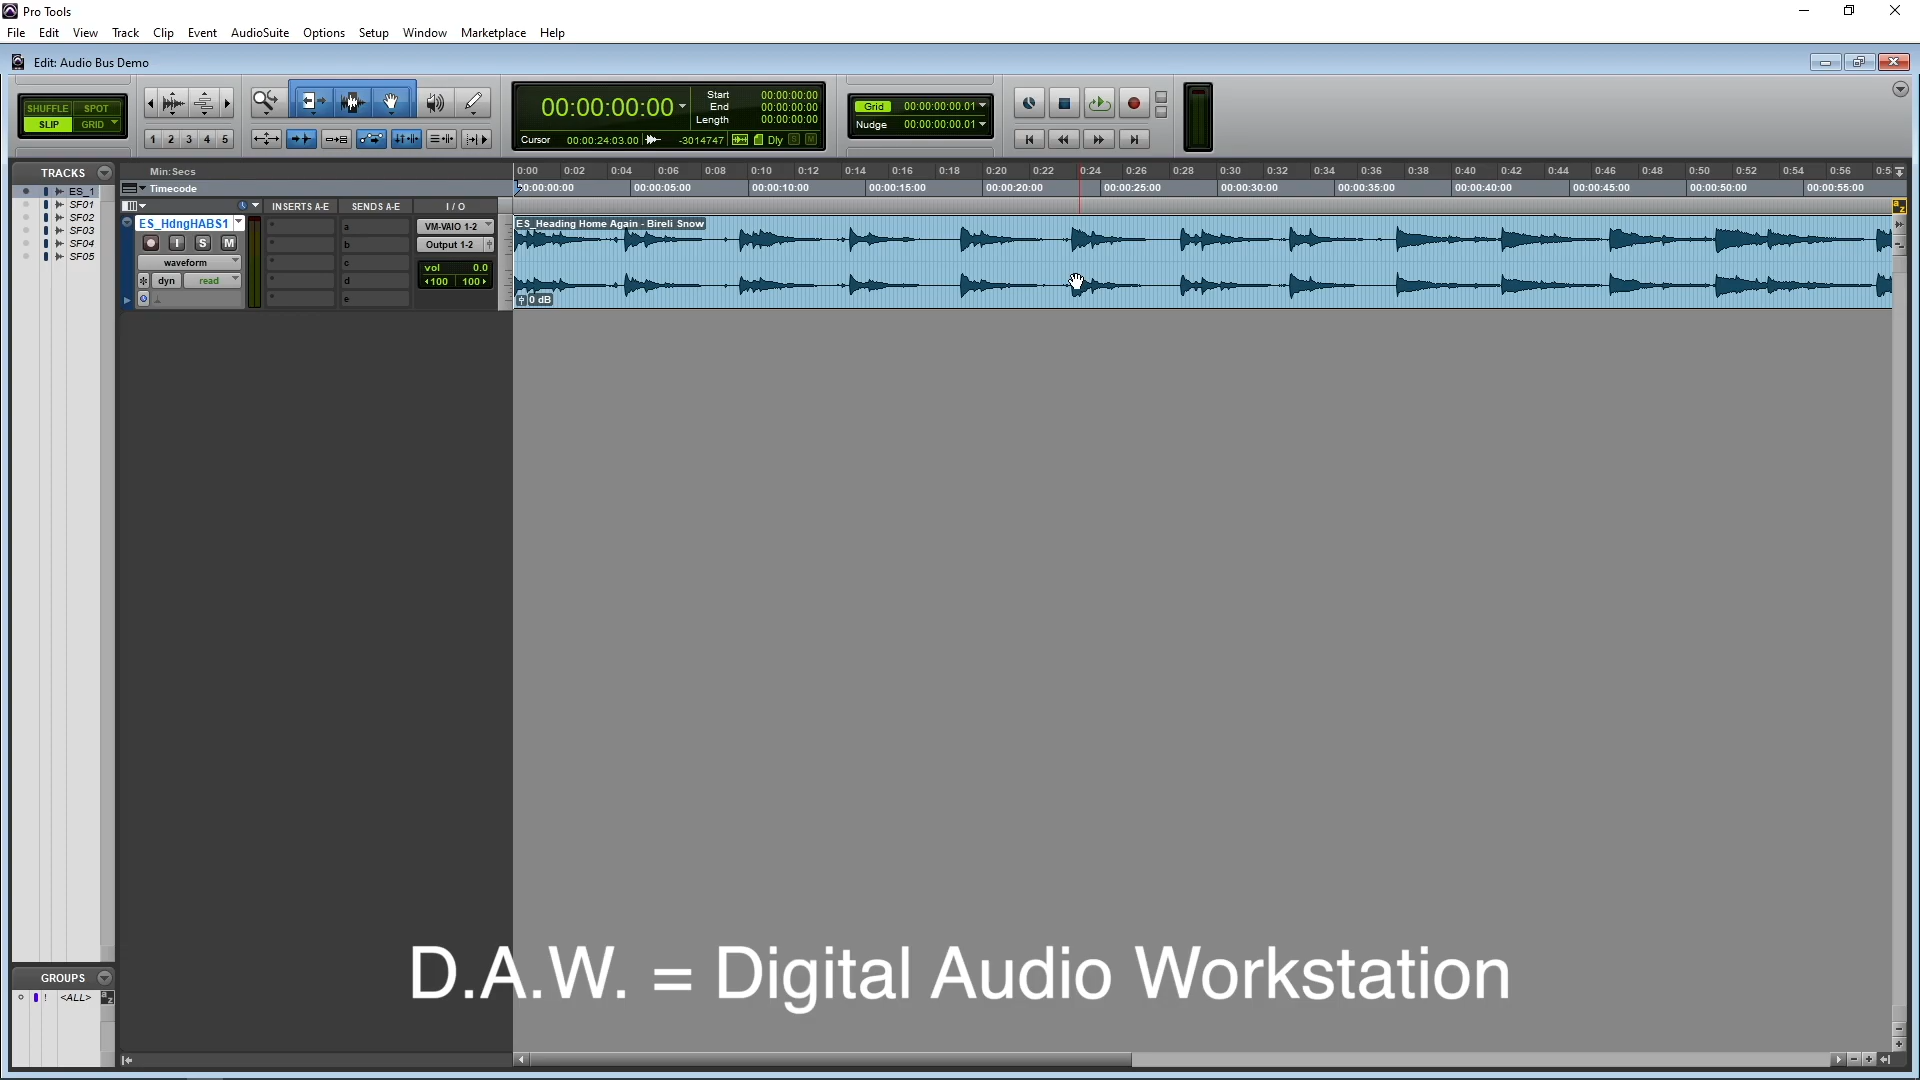 Pro Tools
File Edit View Track Clip Event AudioSuite Options Setup Window Marketplace Help
Edit: Audio Bus Demo
SHUFFLE SPOT
SLIP GRID
1 2 3 4 5
00:00:00:00
Start 00:00:00:00
End 00:00:00:00
Length 00:00:00:00
Cursor 00:00:24:03.00 -3014747 Dly S M
Grid 00:00:00:00.01
Nudge 00:00:00:00.01
TRACKS
ES_1
SF01
SF02
SF03
SF04
SF05
Min:Secs 0:00 0:02 0:04 0:06 0:08 0:10 0:12 0:14 0:16 0:18 0:20 0:22 0:24 0:26 0:28 0:30 0:32 0:34 0:36 0:38 0:40 0:42 0:44 0:46 0:48 0:50 0:52 0:54 0:56 0:5
Timecode 00:00:00:00 00:00:05:00 00:00:10:00 00:00:15:00 00:00:20:00 00:00:25:00 00:00:30:00 00:00:35:00 00:00:40:00 00:00:45:00 00:00:50:00 00:00:55:00
INSERTS A-E SENDS A-E I / O
ES_HdngHABS1
I S M
waveform
dyn read
a
b
c
d
e
VM-VAIO 1-2
Output 1-2
vol 0.0
100 100
ES_Heading Home Again - Bireli Snow
0 dB
a z
GROUPS
! <ALL>
a z
D.A.W. = Digital Audio Workstation